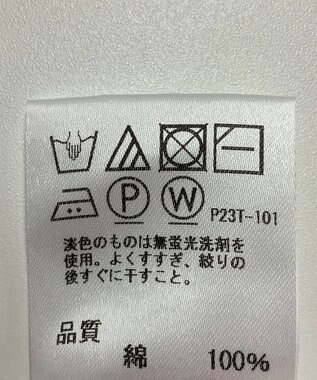 P W P23T-101
淡色のものは無蛍光洗剤を
使用。よくすすぎ、絞りの
後すぐに干すこと。
品質
綿 100%